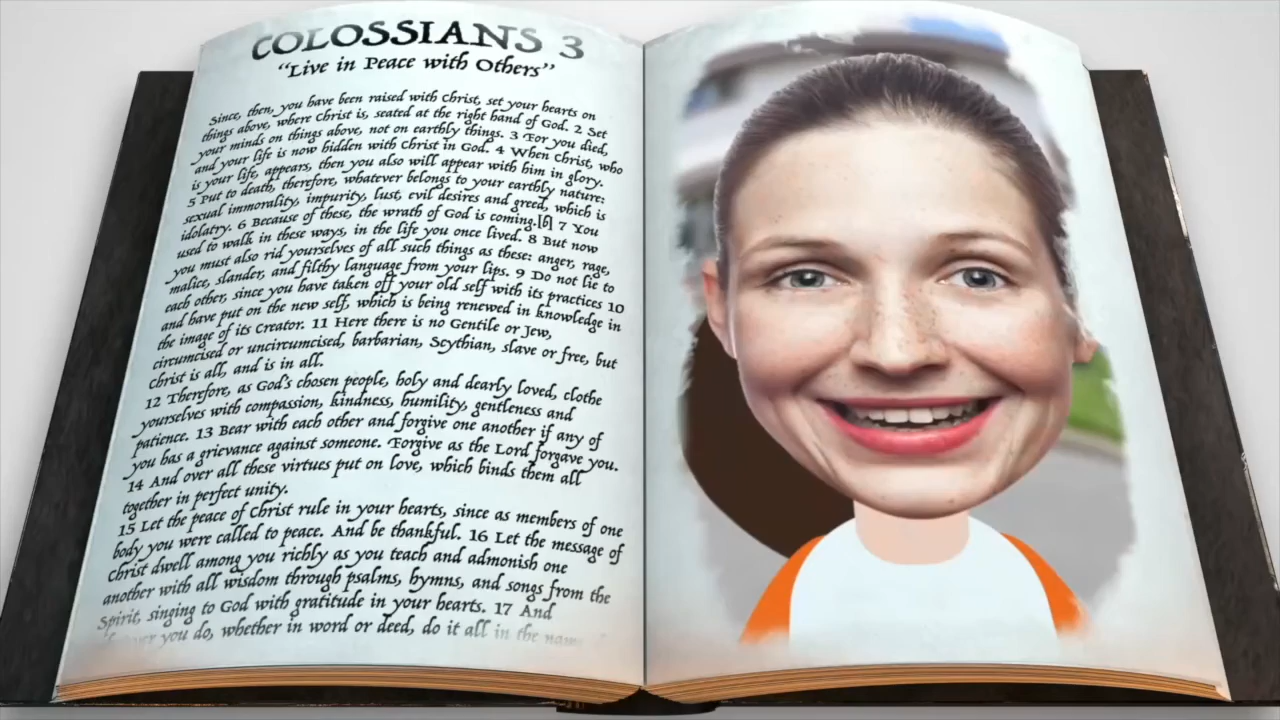 COLOSSIANS 3
“Live in Peace with Others”
Since, then, you have been raised with Christ, set your hearts on
things above, where Christ is, seated at the right hand of God. 2 Set
your minds on things above, not on earthly things. 3 For you died,
and your life is now hidden with Christ in God. 4 When Christ, who
is your life, appears, then you also will appear with him in glory.
5 Put to death, therefore, whatever belongs to your earthly nature:
sexual immorality, impurity, lust, evil desires and greed, which is
idolatry. 6 Because of these, the wrath of God is coming.[b] 7 You
used to walk in these ways, in the life you once lived. 8 But now
you must also rid yourselves of all such things as these: anger, rage,
malice, slander, and filthy language from your lips. 9 Do not lie to
each other, since you have taken off your old self with its practices 10
and have put on the new self, which is being renewed in knowledge in
the image of its Creator. 11 Here there is no Gentile or Jew,
circumcised or uncircumcised, barbarian, Scythian, slave or free, but
Christ is all, and is in all.
12 Therefore, as God's chosen people, holy and dearly loved, clothe
yourselves with compassion, kindness, humility, gentleness and
patience. 13 Bear with each other and forgive one another if any of
you has a grievance against someone. Forgive as the Lord forgave you.
14 And over all these virtues put on love, which binds them all
together in perfect unity.
15 Let the peace of Christ rule in your hearts, since as members of one
body you were called to peace. And be thankful. 16 Let the message of
Christ dwell among you richly as you teach and admonish one
another with all wisdom through psalms, hymns, and songs from the
Spirit, singing to God with gratitude in your hearts. 17 And
you do, whether in word or deed, do it all in the name